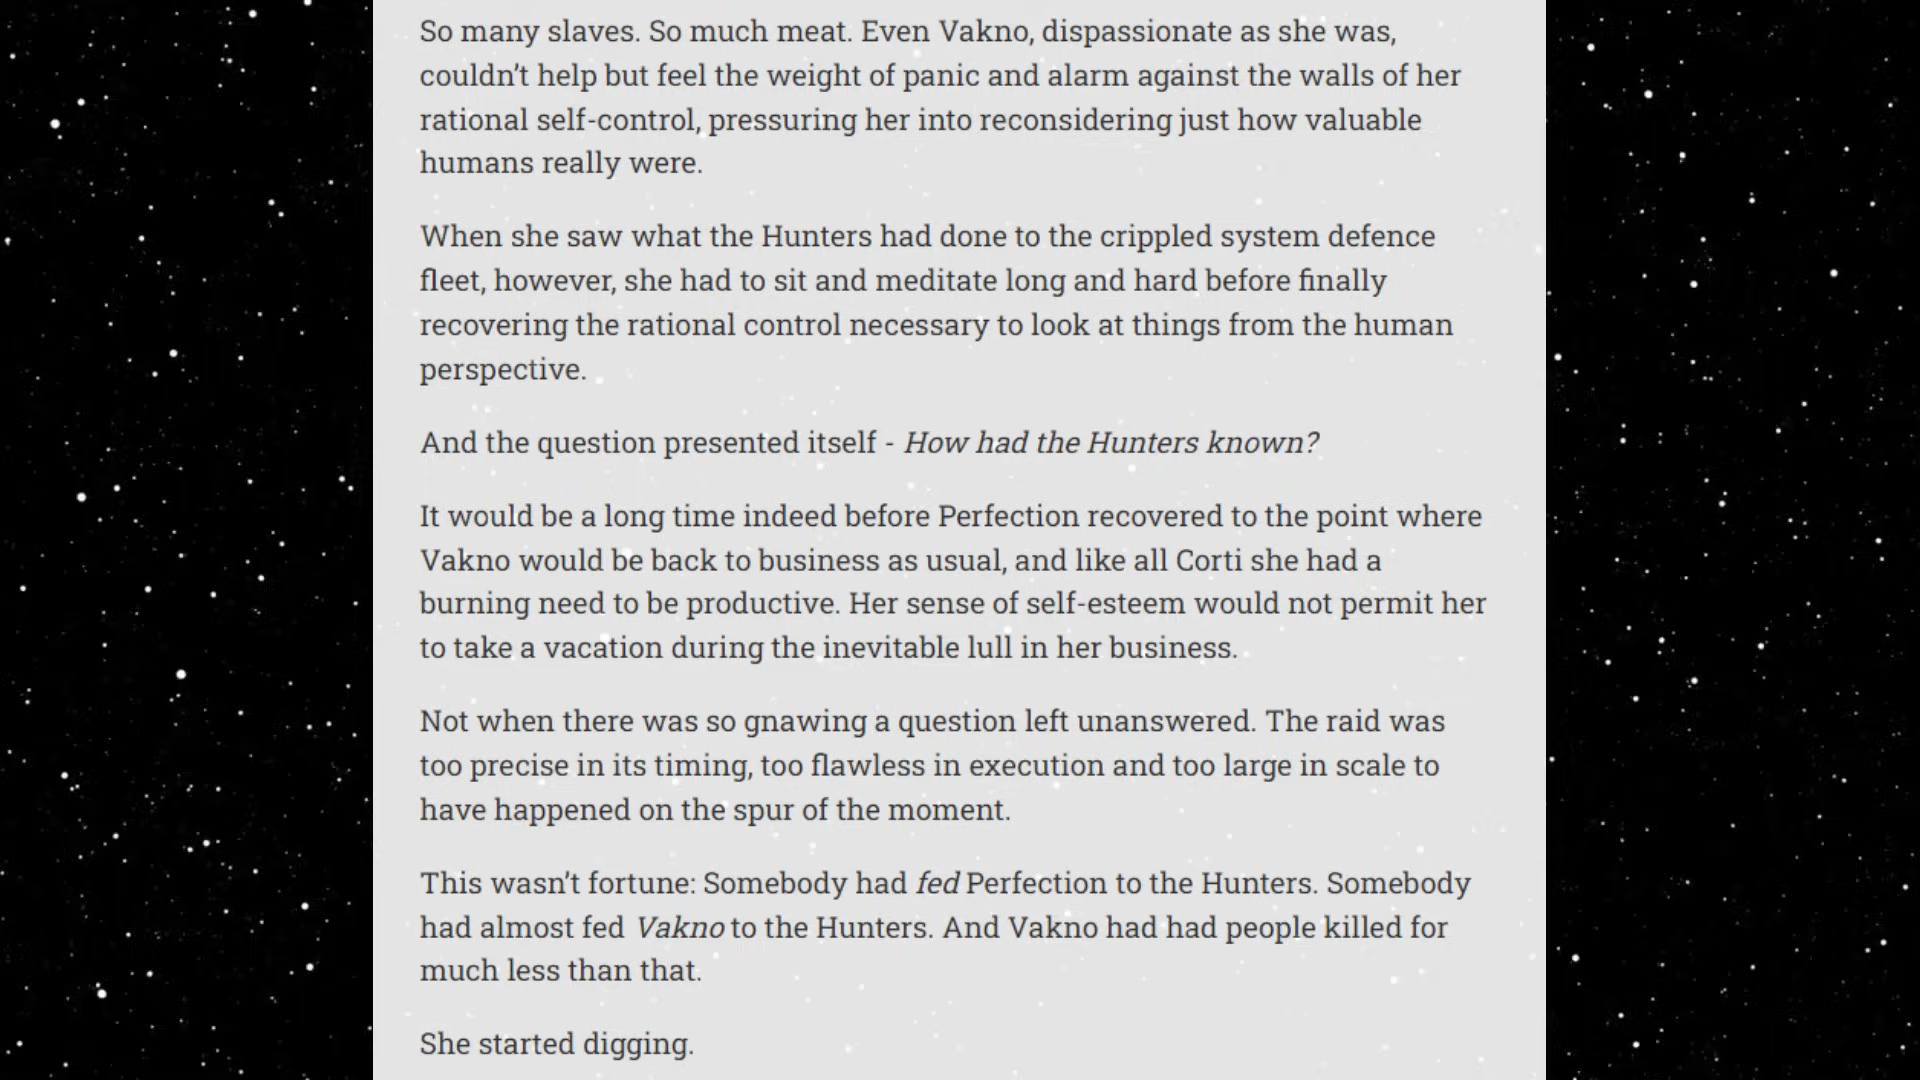 So many slaves. So much meat. Even Vakno, dispassionate as she was,
couldn’t help but feel the weight of panic and alarm against the walls of her
rational self-control, pressuring her into reconsidering just how valuable
humans really were.
When she saw what the Hunters had done to the crippled system defence
fleet, however, she had to sit and meditate long and hard before finally
recovering the rational control necessary to look at things from the human
perspective.
And the question presented itself - How had the Hunters known?
It would be a long time indeed before Perfection recovered to the point where
Vakno would be back to business as usual, and like all Corti she had a
burning need to be productive. Her sense of self-esteem would not permit her
to take a vacation during the inevitable lull in her business.
Not when there was so gnawing a question left unanswered. The raid was
too precise in its timing, too flawless in execution and too large in scale to
have happened on the spur of the moment.
This wasn’t fortune: Somebody had fed Perfection to the Hunters. Somebody
had almost fed Vakno to the Hunters. And Vakno had had people killed for
much less than that.
She started digging.